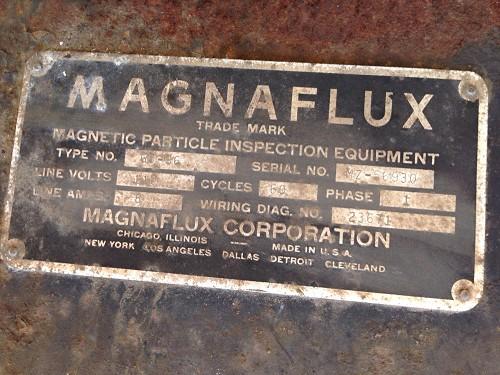 MAGNAFLUX
TRADE MARK
MAGNETIC PARTICLE INSPECTION EQUIPMENT
TYPE NO. SERIAL NO.
LINE VOLTS CYCLES 60 PHASE 1
LINE AMPS. WIRING DIAG. NO.
MAGNAFLUX CORPORATION
CHICAGO, ILLINOIS — MADE IN U.S.A.
NEW YORK LOS ANGELES DALLAS DETROIT CLEVELAND